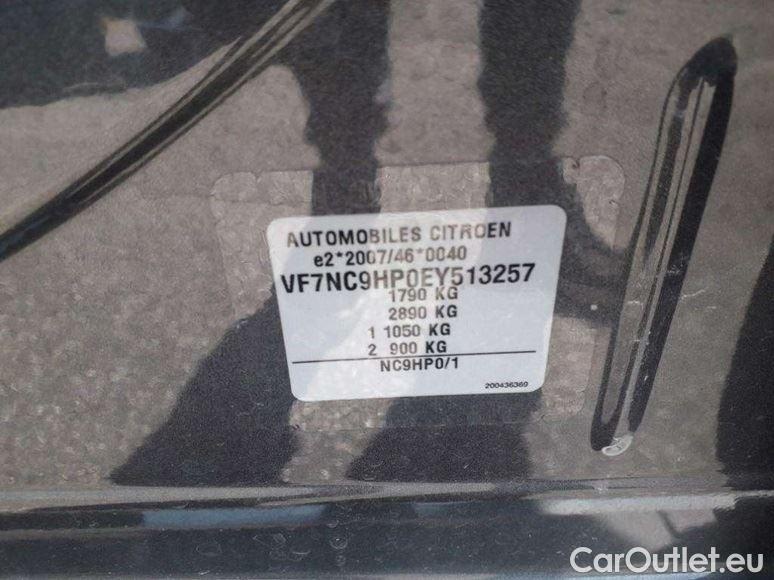 AUTOMOBILES CITROEN
e2*2007/46*0040
VF7NC9HP0EY513257
1790 KG
2890 KG
1 1050 KG
2 900 KG
NC9HP0/1
200436369
CarOutlet.eu